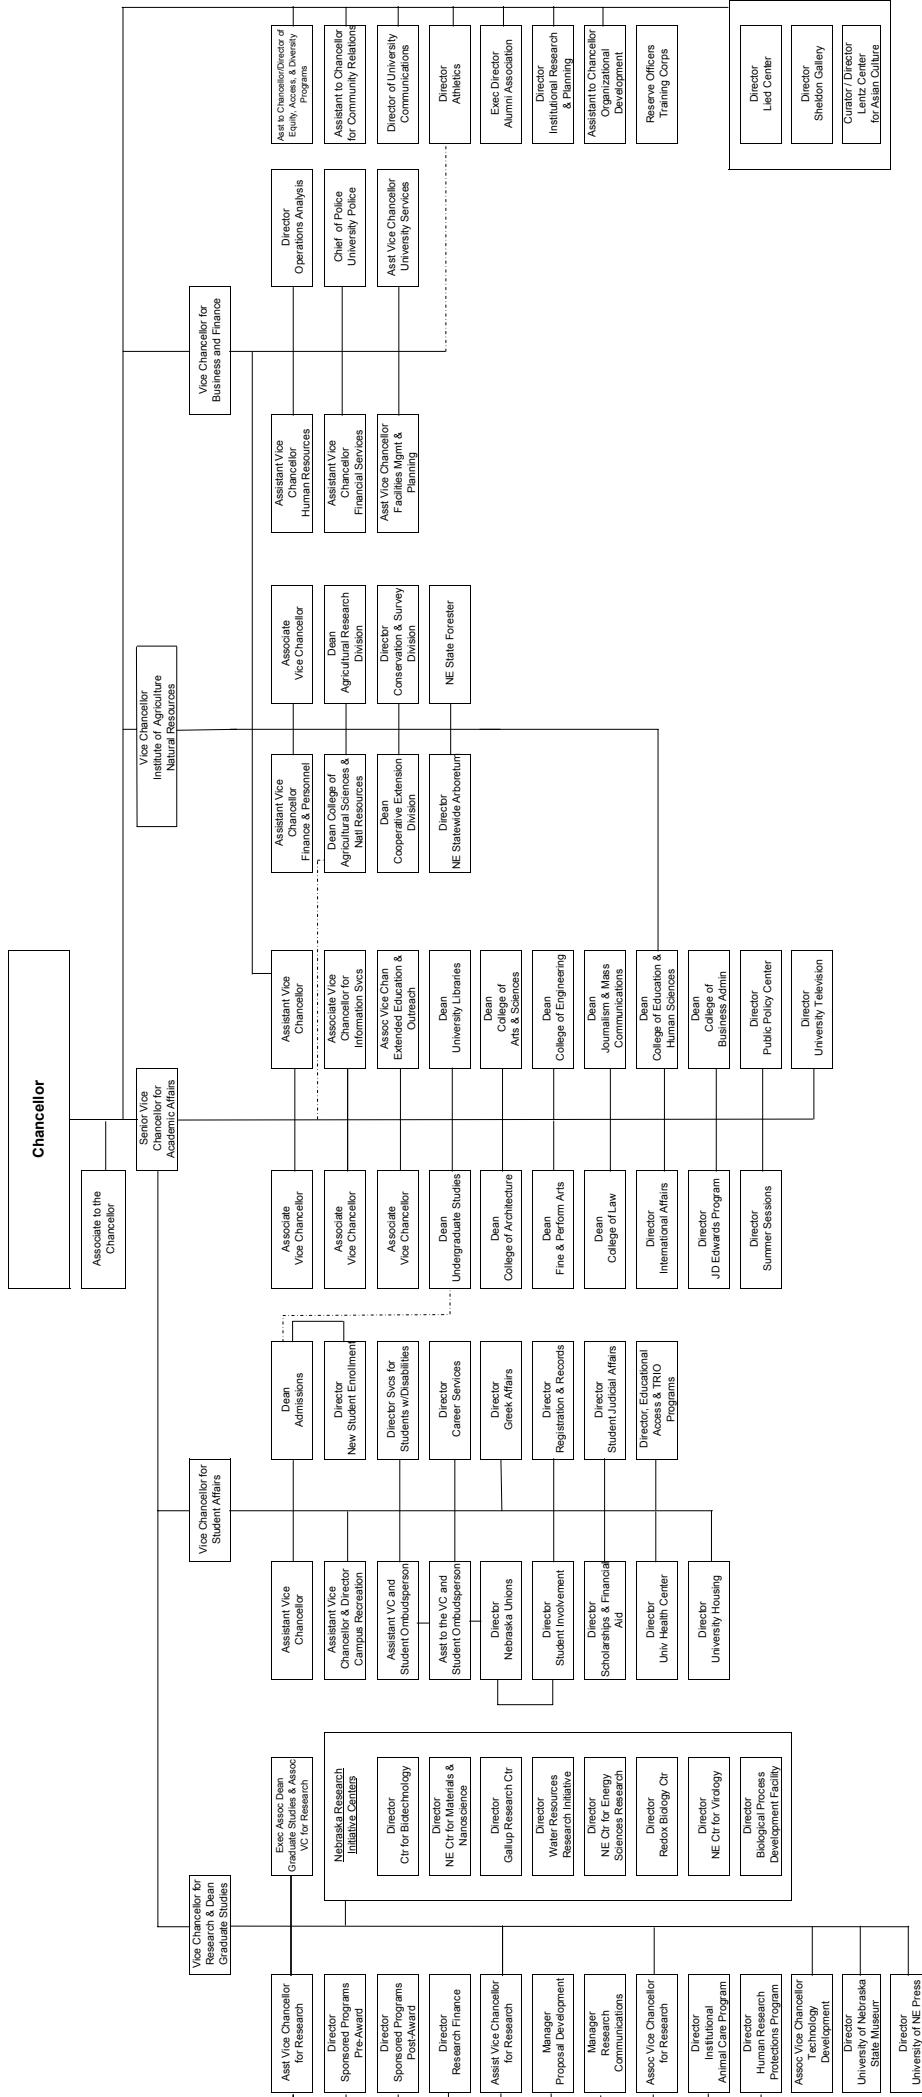 Chancellor
Associate to the
Chancellor
Senior Vice
Chancellor for
Academic Affairs
Vice Chancellor
Institute of Agriculture
Natural Resources
Vice Chancellor for
Research & Dean
Graduate Studies
Vice Chancellor for
Student Affairs
Vice Chancellor for
Business and Finance
Asst Vice Chancellor
for Research
Director
Sponsored Programs
Pre-Award
Director
Sponsored Programs
Post-Award
Director
Research Finance
Assist Vice Chancellor
for Research
Manager
Proposal Development
Manager
Research
Communications
Assoc Vice Chancellor
for Research
Director
Institutional
Animal Care Program
Director
Human Research
Protections Program
Assoc Vice Chancellor
Technology
Development
Director
University of Nebraska
State Museum
Director
University of NE Press
Exec Assoc Dean
Graduate Studies & Assoc
VC for Research
Nebraska Research
Initiative Centers
Director
Ctr for Biotechnology
Director
NE Ctr for Materials &
Nanoscience
Director
Gallup Research Ctr
Director
Water Resources
Research Initiative
Director
NE Ctr for Energy
Sciences Research
Director
Redox Biology Ctr
Director
NE Ctr for Virology
Director
Biological Process
Development Facility
Assistant Vice
Chancellor
Assistant Vice
Chancellor & Director
Campus Recreation
Assistant VC and
Student Ombudsperson
Asst to the VC and
Student Ombudsperson
Director
Nebraska Unions
Director
Student Involvement
Director
Scholarships & Financial
Aid
Director
Univ Health Center
Director
University Housing
Dean
Admissions
Director
New Student Enrollment
Director Svcs for
Students w/Disabilities
Director
Career Services
Director
Greek Affairs
Director
Registration & Records
Director
Student Judicial Affairs
Director, Educational
Access & TRIO
Programs
Associate
Vice Chancellor
Associate
Vice Chancellor
Associate
Vice Chancellor
Dean
Undergraduate Studies
Dean
College of Architecture
Dean
Fine & Perform Arts
Dean
College of Law
Director
International Affairs
Director
JD Edwards Program
Director
Summer Sessions
Assistant Vice
Chancellor
Associate Vice
Chancellor for
Information Svcs
Assoc Vice Chan
Extended Education &
Outreach
Dean
University Libraries
Dean
College of
Arts & Sciences
Dean
College of Engineering
Dean
Journalism & Mass
Communications
Dean
College of Education &
Human Sciences
Dean
College of
Business Admin
Director
Public Policy Center
Director
University Television
Assistant Vice
Chancellor
Finance & Personnel
Dean College of
Agricultural Sciences &
Natl Resources
Dean
Cooperative Extension
Division
Director
NE Statewide Arboretum
Associate
Vice Chancellor
Dean
Agricultural Research
Division
Director
Conservation & Survey
Division
NE State Forester
Assistant Vice
Chancellor
Human Resources
Assistant Vice
Chancellor
Financial Services
Asst Vice Chancellor
Facilities Mgmt &
Planning
Director
Operations Analysis
Chief of Police
University Police
Asst Vice Chancellor
University Services
Asst to Chancellor/Director of
Equity, Access, & Diversity
Programs
Assistant to Chancellor
for Community Relations
Director of University
Communications
Director
Athletics
Exec Director
Alumni Association
Director
Institutional Research
& Planning
Assistant to Chancellor
Organizational
Development
Reserve Officers
Training Corps
Director
Lied Center
Director
Sheldon Gallery
Curator / Director
Lentz Center
for Asian Culture